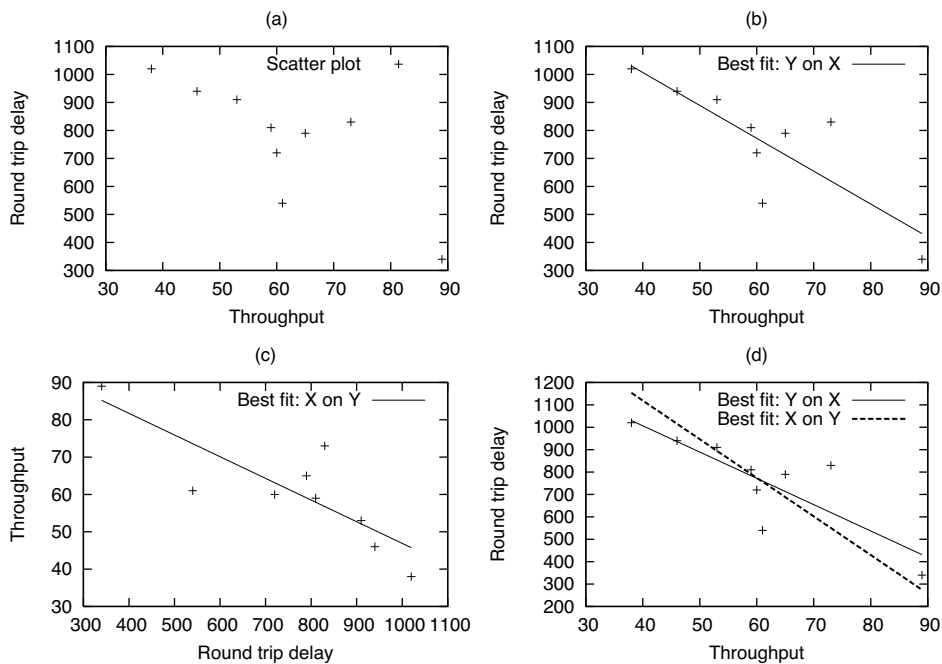 (a)
1100
1000
900
800
700
600
500
400
300
Round trip delay
Scatter plot
30 40 50 60 70 80 90
Throughput
(b)
1100
1000
900
800
700
600
500
400
300
Round trip delay
Best fit: Y on X
30 40 50 60 70 80 90
Throughput
(c)
90
80
70
60
50
40
30
Throughput
Best fit: X on Y
300 400 500 600 700 800 900 1000 1100
Round trip delay
(d)
1200
1100
1000
900
800
700
600
500
400
300
200
Round trip delay
Best fit: Y on X
Best fit: X on Y
30 40 50 60 70 80 90
Throughput